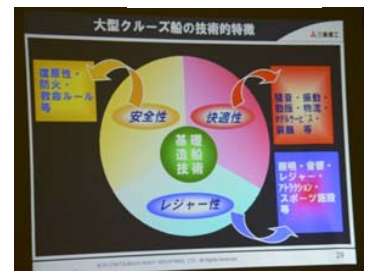 大型クルーズ船の技術的特徴
三菱重工
復原性・
防火・
救命ルール
等
安全性
快適性
騒音・振動・
動揺・物流・
ホテルサービス・
装飾 等
基礎
造船
技術
レジャー性
照明・音響・
レジャー・
アトラクション・
スポーツ施設
等
29